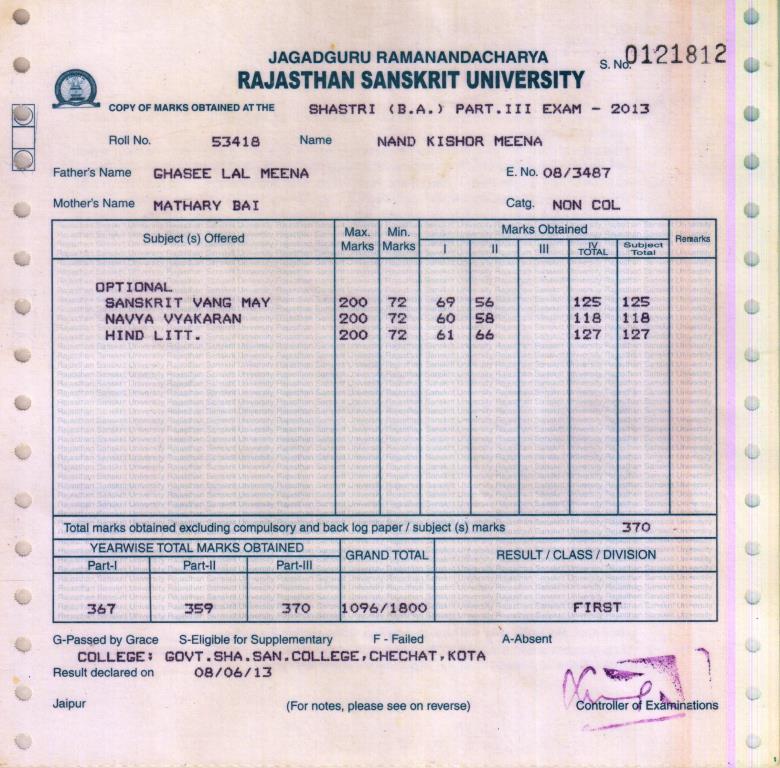 JAGADGURU RAMANANDACHARYA
S. No. 0121812
RAJASTHAN SANSKRIT UNIVERSITY
COPY OF MARKS OBTAINED AT THE SHASTRI (B.A.) PART.III EXAM - 2013
Roll No. 53418 Name NAND KISHOR MEENA
Father's Name GHASEE LAL MEENA E. No. 08/3487
Mother's Name MATHARY BAI Catg. NON COL
Subject (s) Offered Max. Marks Min. Marks Marks Obtained Remarks
I II III IV TOTAL Subject Total
OPTIONAL
SANSKRIT VANG MAY 200 72 69 56 125 125
NAVYA VYAKARAN 200 72 60 58 118 118
HIND LITT. 200 72 61 66 127 127
Total marks obtained excluding compulsory and back log paper / subject (s) marks 370
YEARWISE TOTAL MARKS OBTAINED GRAND TOTAL RESULT / CLASS / DIVISION
Part-I Part-II Part-III
367 359 370 1096/1800 FIRST
G-Passed by Grace S-Eligible for Supplementary F - Failed A-Absent
COLLEGE: GOVT.SHA.SAN.COLLEGE,CHECHAT,KOTA
Result declared on 08/06/13
Jaipur (For notes, please see on reverse) Controller of Examinations